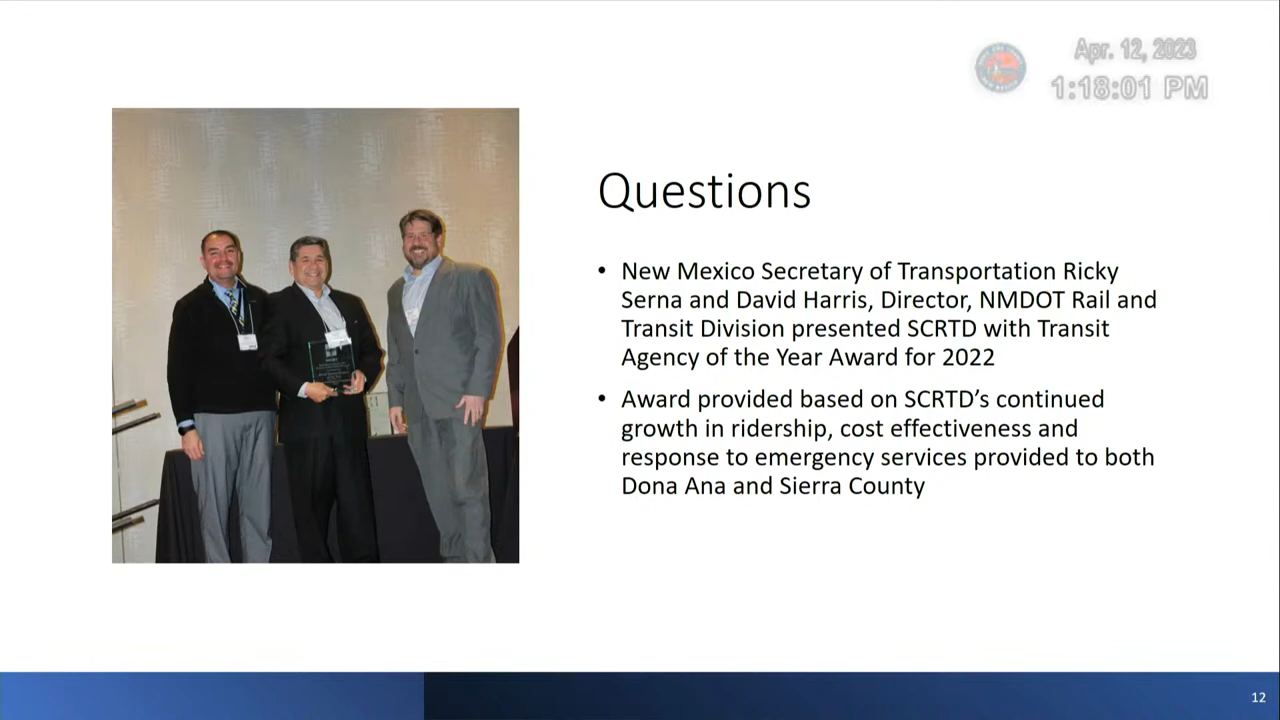 Apr. 12, 2023
1:18:01 PM
Questions
• New Mexico Secretary of Transportation Ricky
Serna and David Harris, Director, NMDOT Rail and
Transit Division presented SCRTD with Transit
Agency of the Year Award for 2022
• Award provided based on SCRTD’s continued
growth in ridership, cost effectiveness and
response to emergency services provided to both
Dona Ana and Sierra County
12